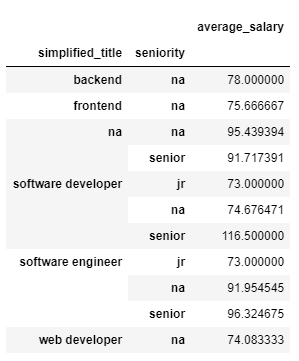 average_salary
simplified_title seniority
backend na 78.000000
frontend na 75.666667
na na 95.439394
senior 91.717391
software developer jr 73.000000
na 74.676471
senior 116.500000
software engineer jr 73.000000
na 91.954545
senior 96.324675
web developer na 74.083333